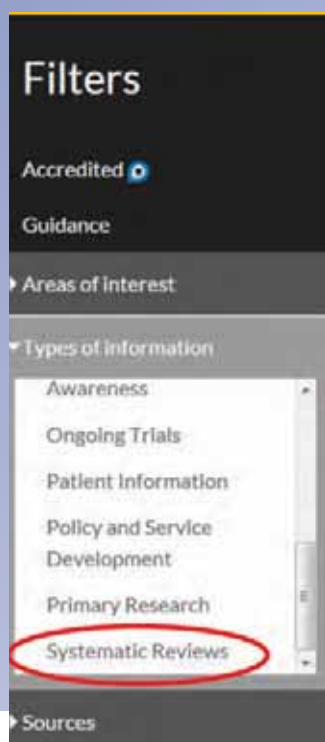 Filters
Accredited
Guidance
Areas of interest
Types of information
Awareness
Ongoing Trials
Patient Information
Policy and Service
Development
Primary Research
Systematic Reviews
Sources